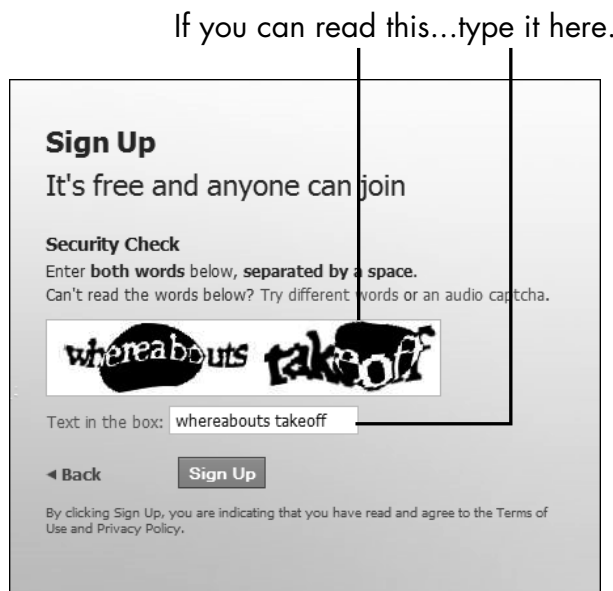 If you can read this...type it here.
Sign Up
It's free and anyone can join
Security Check
Enter both words below, separated by a space.
Can't read the words below? Try different words or an audio captcha.
whereabouts takeoff
Text in the box: whereabouts takeoff
◄ Back Sign Up
By clicking Sign Up, you are indicating that you have read and agree to the Terms of
Use and Privacy Policy.